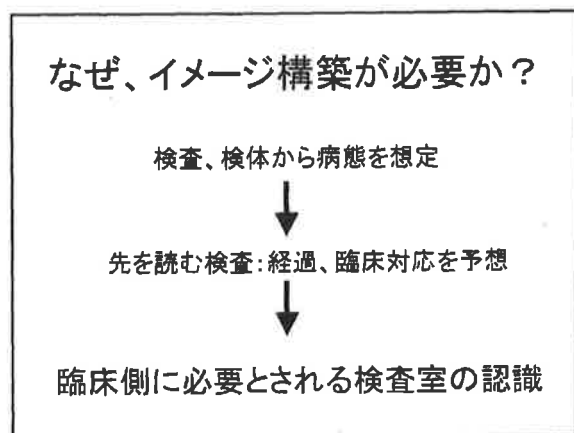 なぜ、イメージ構築が必要か？
検査、検体から病態を想定
先を読む検査：経過、臨床対応を予想
臨床側に必要とされる検査室の認識